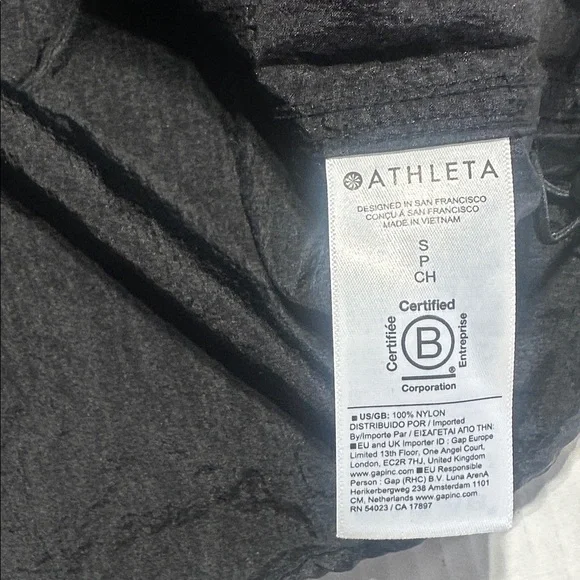 ATHLETA
DESIGNED IN SAN FRANCISCO
CONÇU À SAN FRANCISCO
MADE IN VIETNAM
S
P
CH
Certified
Certifiée
B
Entreprise
Corporation
US/GB: 100% NYLON
DISTRIBUIDO POR / Imported
By/Importe Par / ΕΙΣΑΓΕΤΑΙ ΑΠΟ ΤΗΝ:
EU and UK Importer ID : Gap Europe
Limited 13th Floor, One Angel Court,
London, EC2R 7HJ, United Kingdom
www.gapinc.com EU Responsible
Person : Gap (RHC) B.V. Luna ArenA
Herikerbergweg 238 Amsterdam 1101
CM, Netherlands www.gapinc.com
RN 54023 / CA 17897